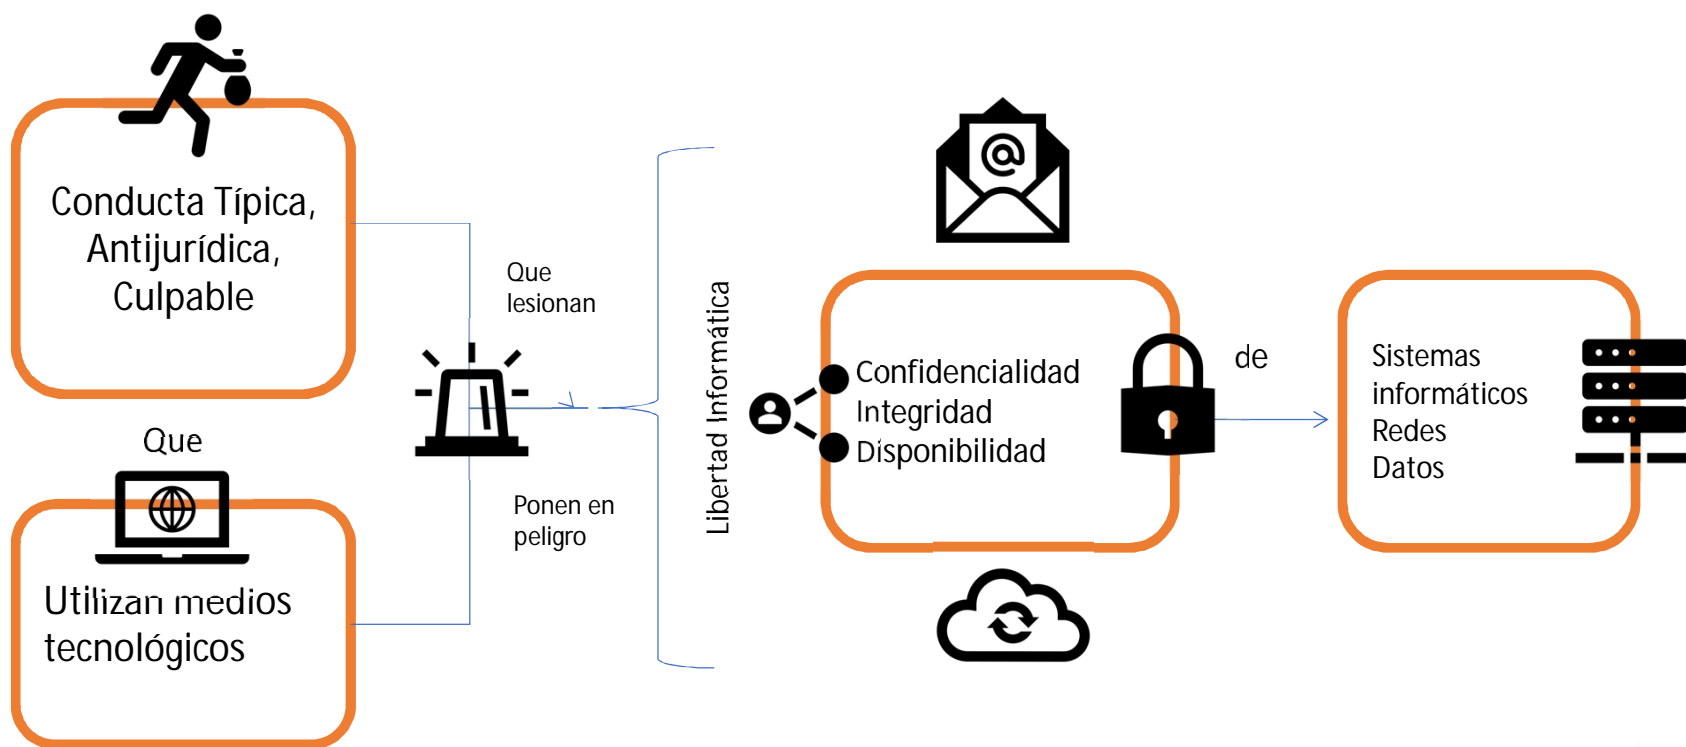 Conducta Típica,
Antijurídica,
Culpable
Que
Utilizan medios
tecnológicos
Que
lesionan
Ponen en
peligro
Libertad Informática
@
Confidencialidad
Integridad
Disponibilidad
de
Sistemas
informáticos
Redes
Datos